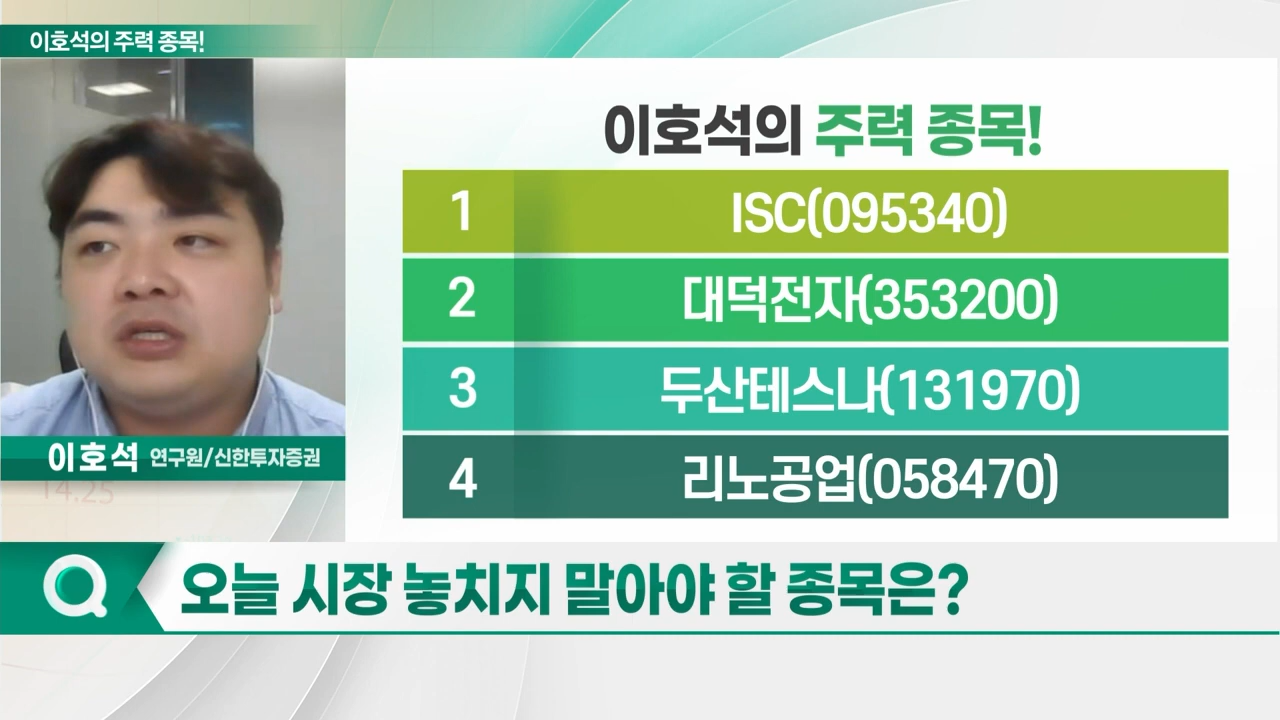 이호석의 주력 종목!
이호석의 주력 종목!
1 ISC(095340)
2 대덕전자(353200)
3 두산테스나(131970)
4 리노공업(058470)
이호석 연구원/신한투자증권
14.25
Q 오늘 시장 놓치지 말아야 할 종목은?